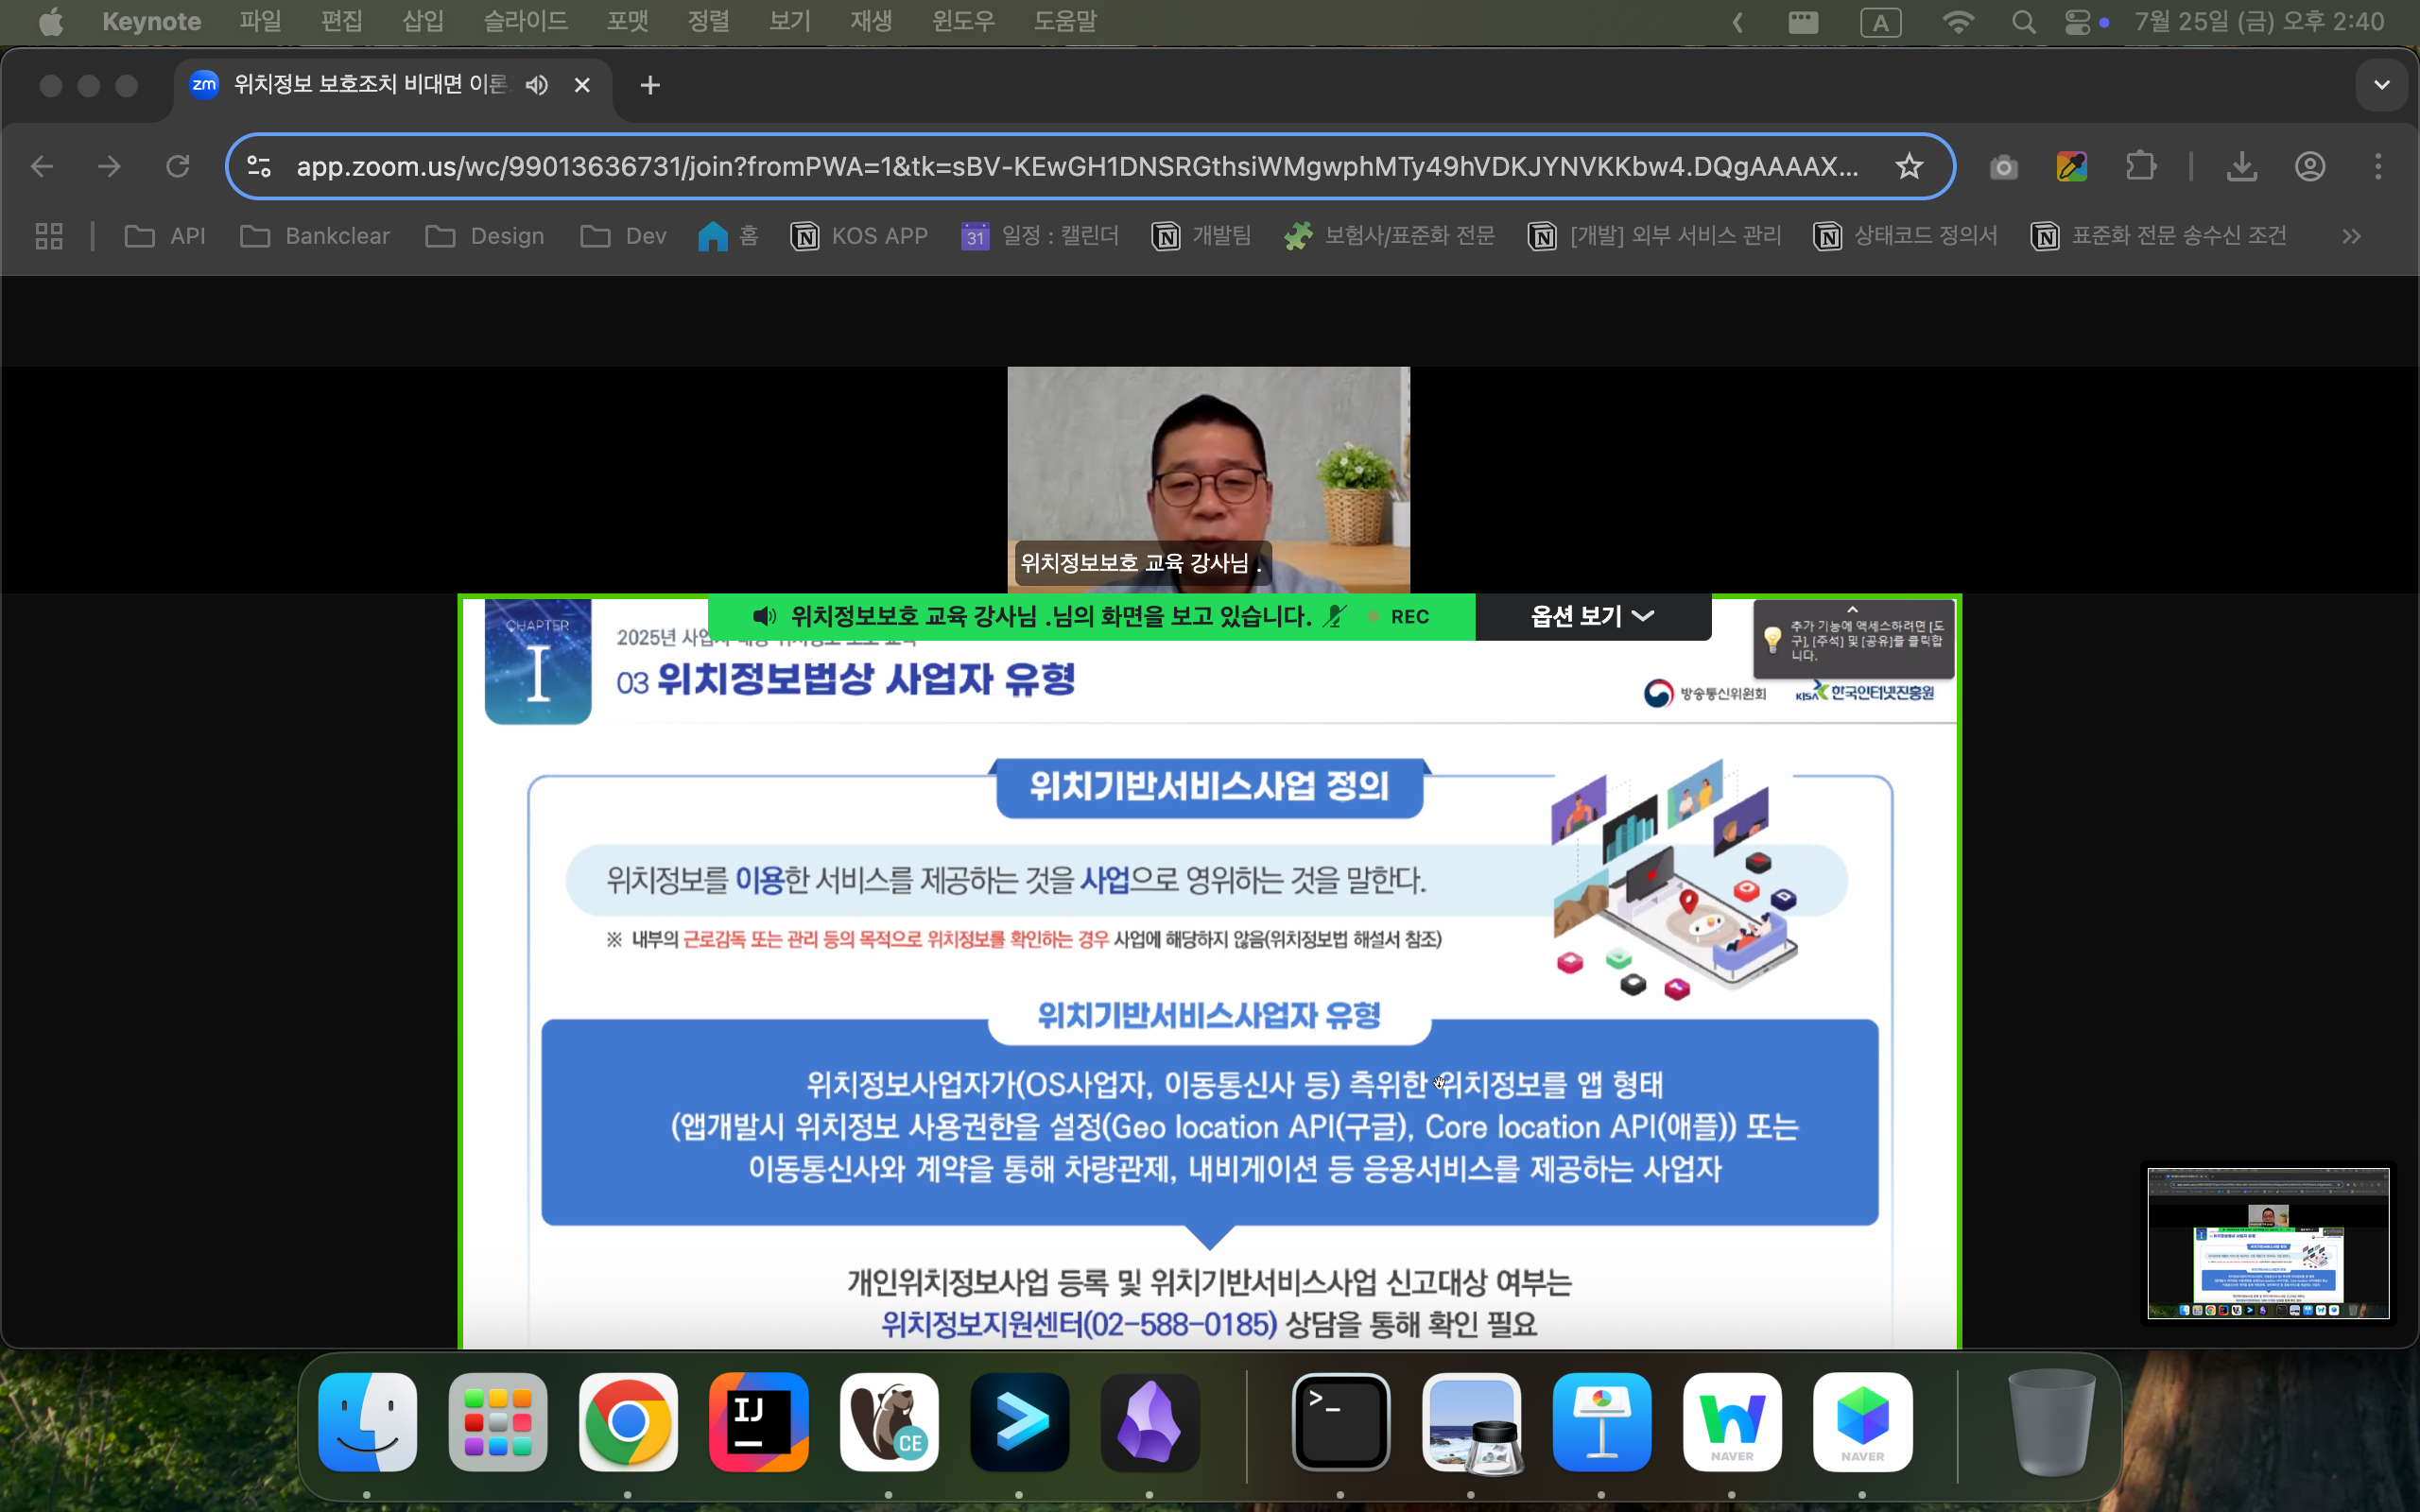 Keynote 파일 편집 삽입 슬라이드 포맷 정렬 보기 재생 윈도우 도움말 A 7월 25일 (금) 오후 2:40
zm 위치정보 보호조치 비대면 이론
app.zoom.us/wc/99013636731/join?fromPWA=1&tk=sBV-KEwGH1DNSRGthsiWMgwphMTy49hVDKJYNVKKbw4.DQgAAAAX...
API Bankclear Design Dev 홈 KOS APP 31 일정 : 캘린더 개발팀 보험사/표준화 전문 [개발] 외부 서비스 관리 상태코드 정의서 표준화 전문 송수신 조건
위치정보보호 교육 강사님 .
위치정보보호 교육 강사님 .님의 화면을 보고 있습니다. REC 옵션 보기
추가 기능에 액세스하려면 [도
구], [주석] 및 [공유]를 클릭합
니다.
CHAPTER
I
2025년
03 위치정보법상 사업자 유형
방송통신위원회 KISA 한국인터넷진흥원
위치기반서비스사업 정의
위치정보를 이용한 서비스를 제공하는 것을 사업으로 영위하는 것을 말한다.
※ 내부의 근로감독 또는 관리 등의 목적으로 위치정보를 확인하는 경우 사업에 해당하지 않음(위치정보법 해설서 참조)
위치기반서비스사업자 유형
위치정보사업자가(OS사업자, 이동통신사 등) 측위한 위치정보를 앱 형태
(앱개발시 위치정보 사용권한을 설정(Geo location API(구글), Core location API(애플)) 또는
이동통신사와 계약을 통해 차량관제, 내비게이션 등 응용서비스를 제공하는 사업자
개인위치정보사업 등록 및 위치기반서비스사업 신고대상 여부는
위치정보지원센터(02-588-0185) 상담을 통해 확인 필요
IJ
CE
NAVER
NAVER